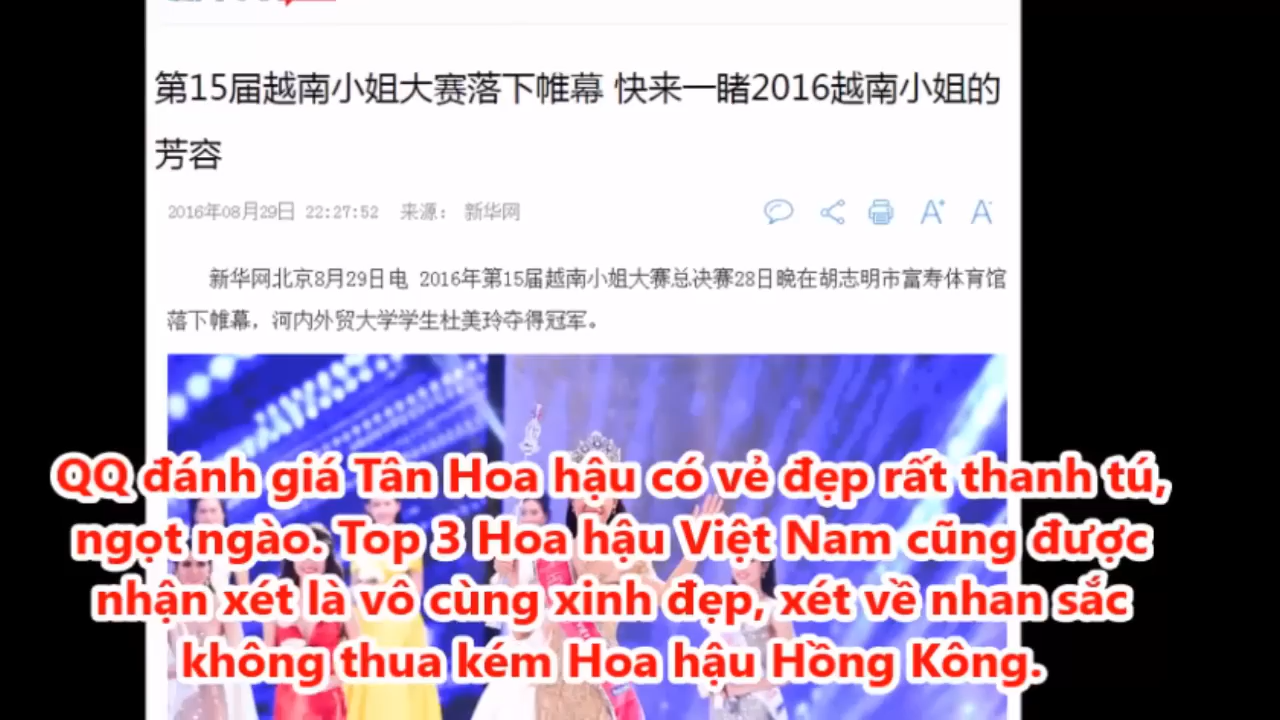 第15届越南小姐大赛落下帷幕 快来一睹2016越南小姐的
芳容
2016年08月29日 22:27:52 来源： 新华网
新华网北京8月29日电 2016年第15届越南小姐大赛总决赛28日晚在胡志明市富寿体育馆
落下帷幕，河内外贸大学学生杜美玲夺得冠军。
QQ đánh giá Tân Hoa hậu có vẻ đẹp rất thanh tú,
ngọt ngào. Top 3 Hoa hậu Việt Nam cũng được
nhận xét là vô cùng xinh đẹp, xét về nhan sắc
không thua kém Hoa hậu Hồng Kông.